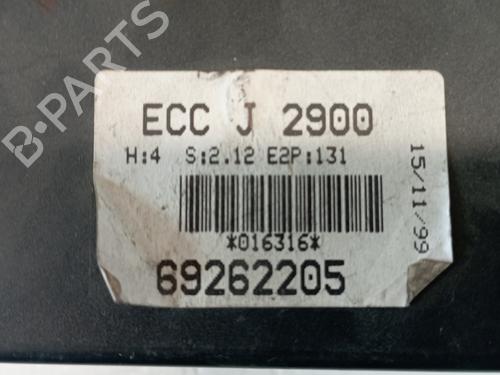 B-PARTS
ECC J 2900
H:4 S:2.12 E2P:131
*016316*
69262205
15/11/99